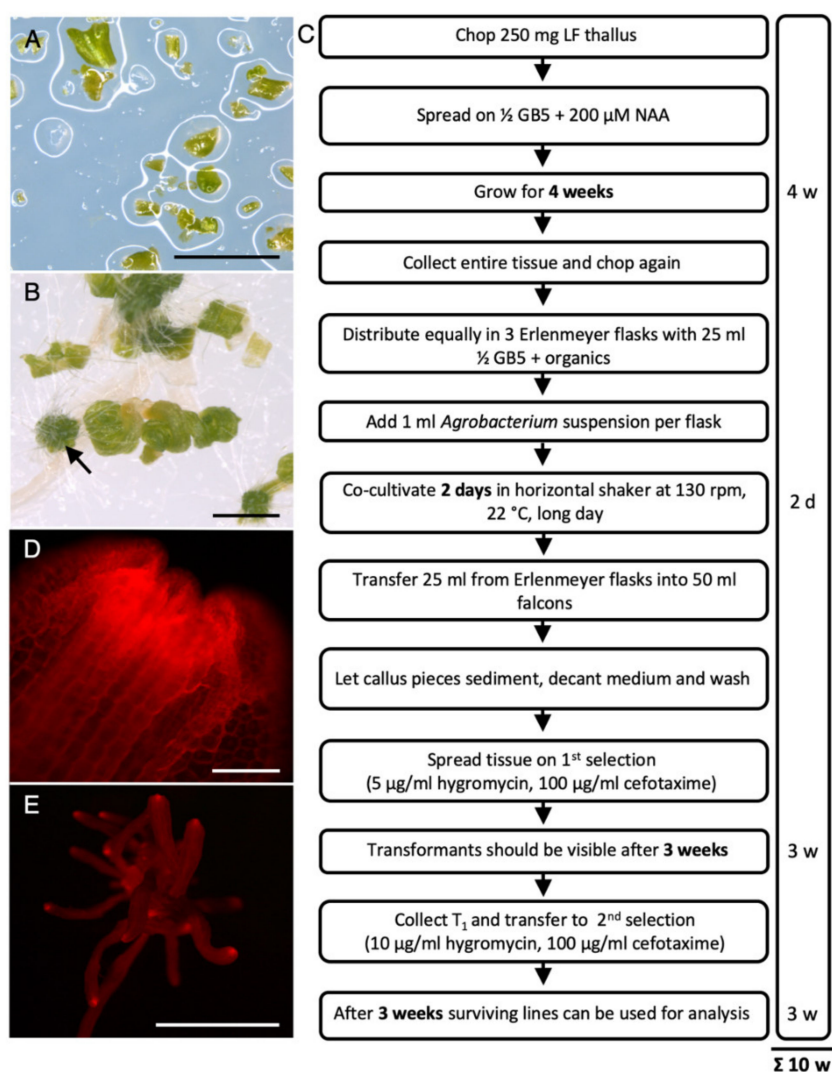 A
B
D
E
C
Chop 250 mg LF thallus
Spread on ½ GB5 + 200 µM NAA
Grow for 4 weeks
4 w
Collect entire tissue and chop again
Distribute equally in 3 Erlenmeyer flasks with 25 ml
½ GB5 + organics
Add 1 ml Agrobacterium suspension per flask
Co-cultivate 2 days in horizontal shaker at 130 rpm,
22 °C, long day
2 d
Transfer 25 ml from Erlenmeyer flasks into 50 ml
falcons
Let callus pieces sediment, decant medium and wash
Spread tissue on 1st selection
(5 µg/ml hygromycin, 100 µg/ml cefotaxime)
Transformants should be visible after 3 weeks
3 w
Collect T1 and transfer to 2nd selection
(10 µg/ml hygromycin, 100 µg/ml cefotaxime)
After 3 weeks surviving lines can be used for analysis
3 w
Σ 10 w